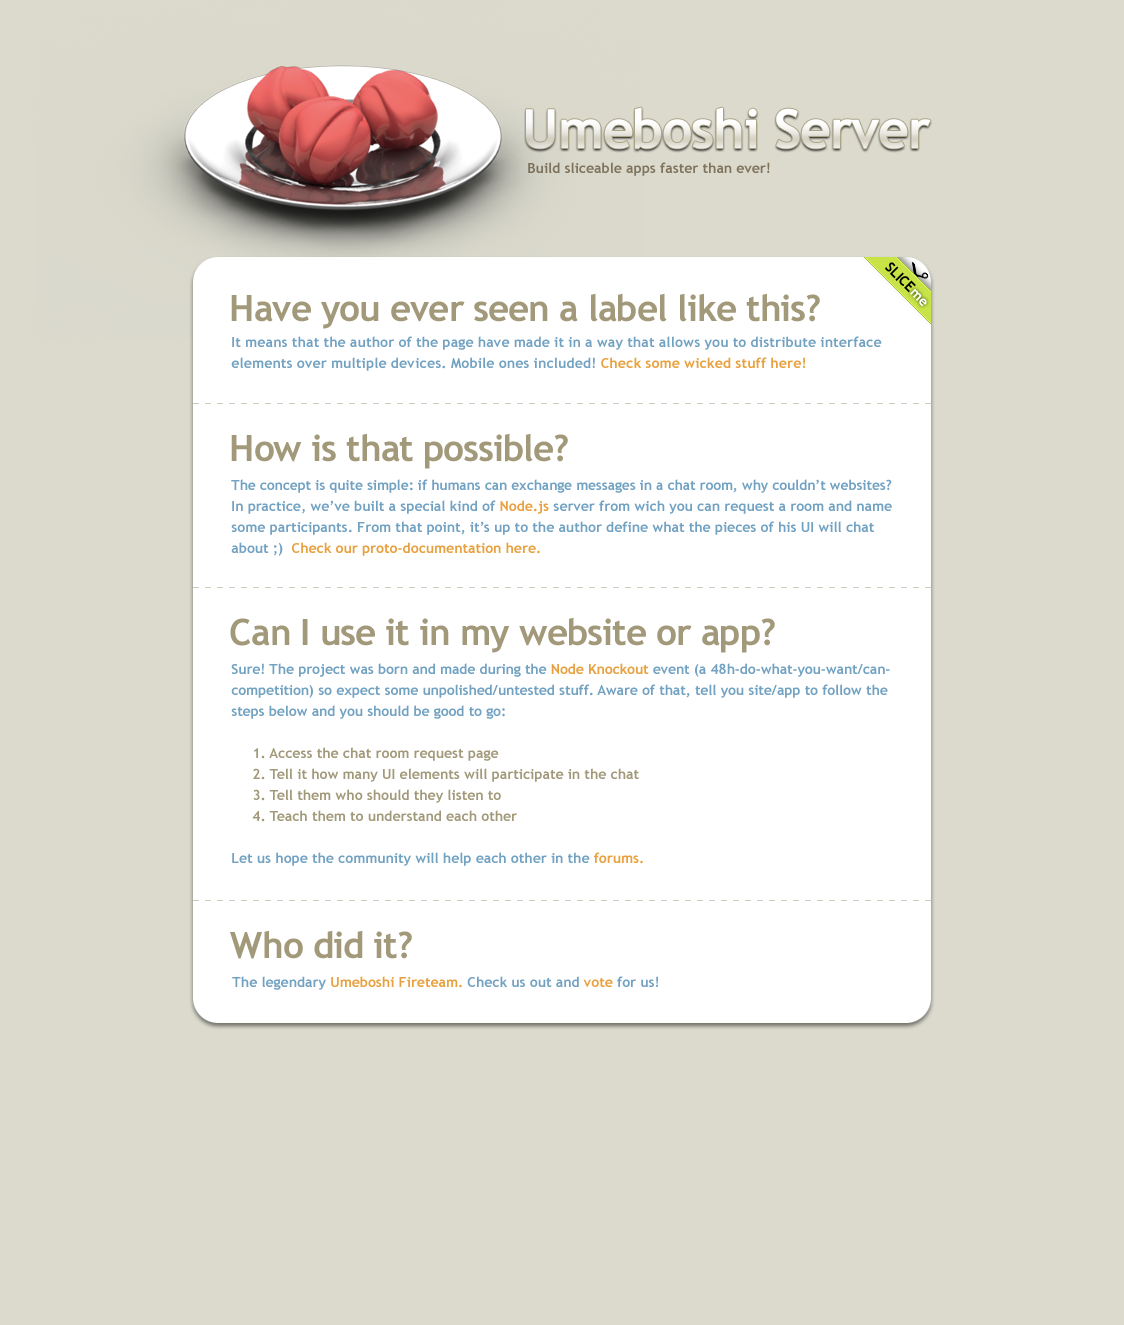 Umeboshi Server
Build sliceable apps faster than ever!
SLICEme
Have you ever seen a label like this?
It means that the author of the page have made it in a way that allows you to distribute interface
elements over multiple devices. Mobile ones included! Check some wicked stuff here!
How is that possible?
The concept is quite simple: if humans can exchange messages in a chat room, why couldn’t websites?
In practice, we’ve built a special kind of Node.js server from wich you can request a room and name
some participants. From that point, it’s up to the author define what the pieces of his UI will chat
about ;)  Check our proto-documentation here.
Can I use it in my website or app?
Sure! The project was born and made during the Node Knockout event (a 48h-do-what-you-want/can-
competition) so expect some unpolished/untested stuff. Aware of that, tell you site/app to follow the
steps below and you should be good to go:
1. Access the chat room request page
2. Tell it how many UI elements will participate in the chat
3. Tell them who should they listen to
4. Teach them to understand each other
Let us hope the community will help each other in the forums.
Who did it?
The legendary Umeboshi Fireteam. Check us out and vote for us!